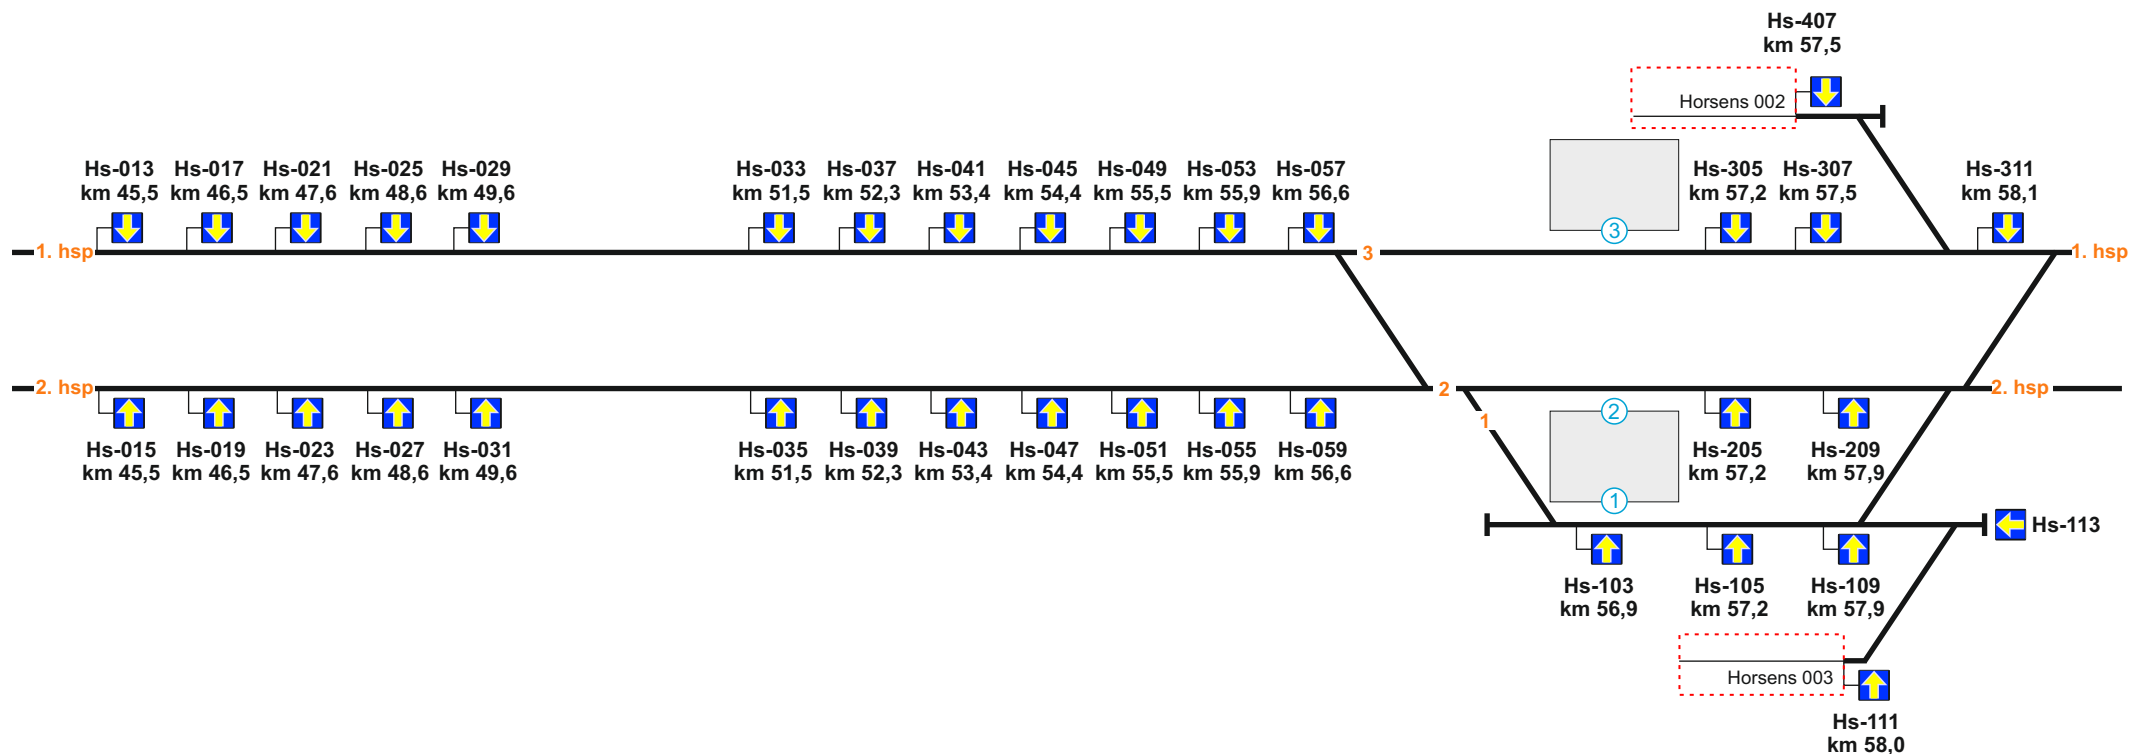 Hs-407
km 57,5
Horsens 002
Hs-013 Hs-017 Hs-021 Hs-025 Hs-029 Hs-033 Hs-037 Hs-041 Hs-045 Hs-049 Hs-053 Hs-057 Hs-305 Hs-307 Hs-311
km 45,5 km 46,5 km 47,6 km 48,6 km 49,6 km 51,5 km 52,3 km 53,4 km 54,4 km 55,5 km 55,9 km 56,6 km 57,2 km 57,5 km 58,1
3
1. hsp 3 1. hsp
2. hsp 2 2. hsp
2
1
Hs-015 Hs-019 Hs-023 Hs-027 Hs-031 Hs-035 Hs-039 Hs-043 Hs-047 Hs-051 Hs-055 Hs-059 Hs-205 Hs-209
km 45,5 km 46,5 km 47,6 km 48,6 km 49,6 km 51,5 km 52,3 km 53,4 km 54,4 km 55,5 km 55,9 km 56,6 km 57,2 km 57,9
1
Hs-113
Hs-103 Hs-105 Hs-109
km 56,9 km 57,2 km 57,9
Horsens 003
Hs-111
km 58,0